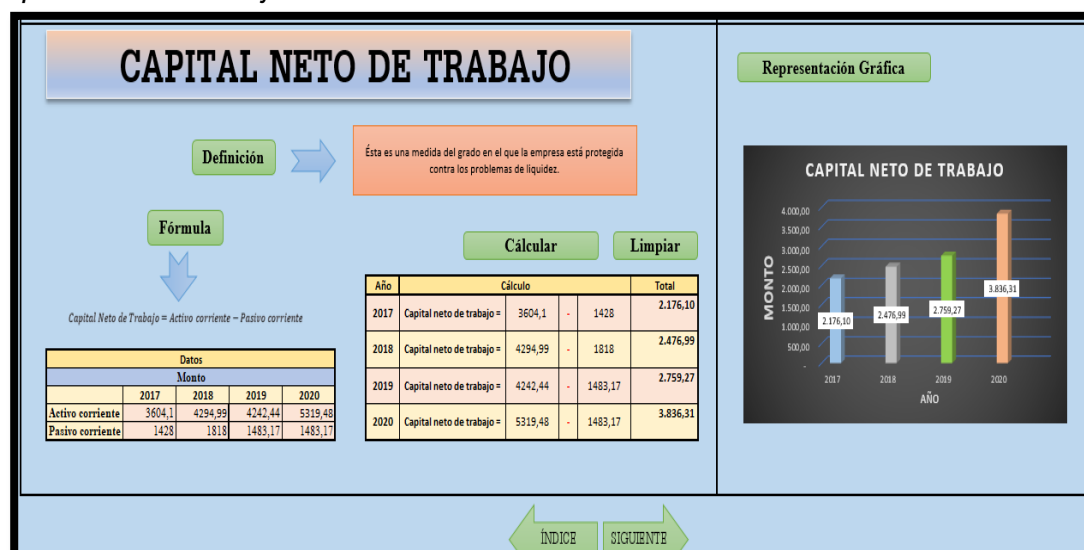 CAPITAL NETO DE TRABAJO
Definición
Ésta es una medida del grado en el que la empresa está protegida
contra los problemas de liquidez.
Fórmula
Capital Neto de Trabajo = Activo corriente − Pasivo corriente
Datos
Monto
2017 2018 2019 2020
Activo corriente 3604,1 4294,99 4242,44 5319,48
Pasivo corriente 1428 1818 1483,17 1483,17
Cálcular
Limpiar
Año Cálculo Total
2017 Capital neto de trabajo = 3604,1 - 1428 2.176,10
2018 Capital neto de trabajo = 4294,99 - 1818 2.476,99
2019 Capital neto de trabajo = 4242,44 - 1483,17 2.759,27
2020 Capital neto de trabajo = 5319,48 - 1483,17 3.836,31
Representación Gráfica
CAPITAL NETO DE TRABAJO
MONTO
4.000,00
3.500,00
3.000,00
2.500,00
2.000,00
1.500,00
1.000,00
500,00
-
2.176,10
2.476,99
2.759,27
3.836,31
2017 2018 2019 2020
AÑO
ÍNDICE
SIGUIENTE